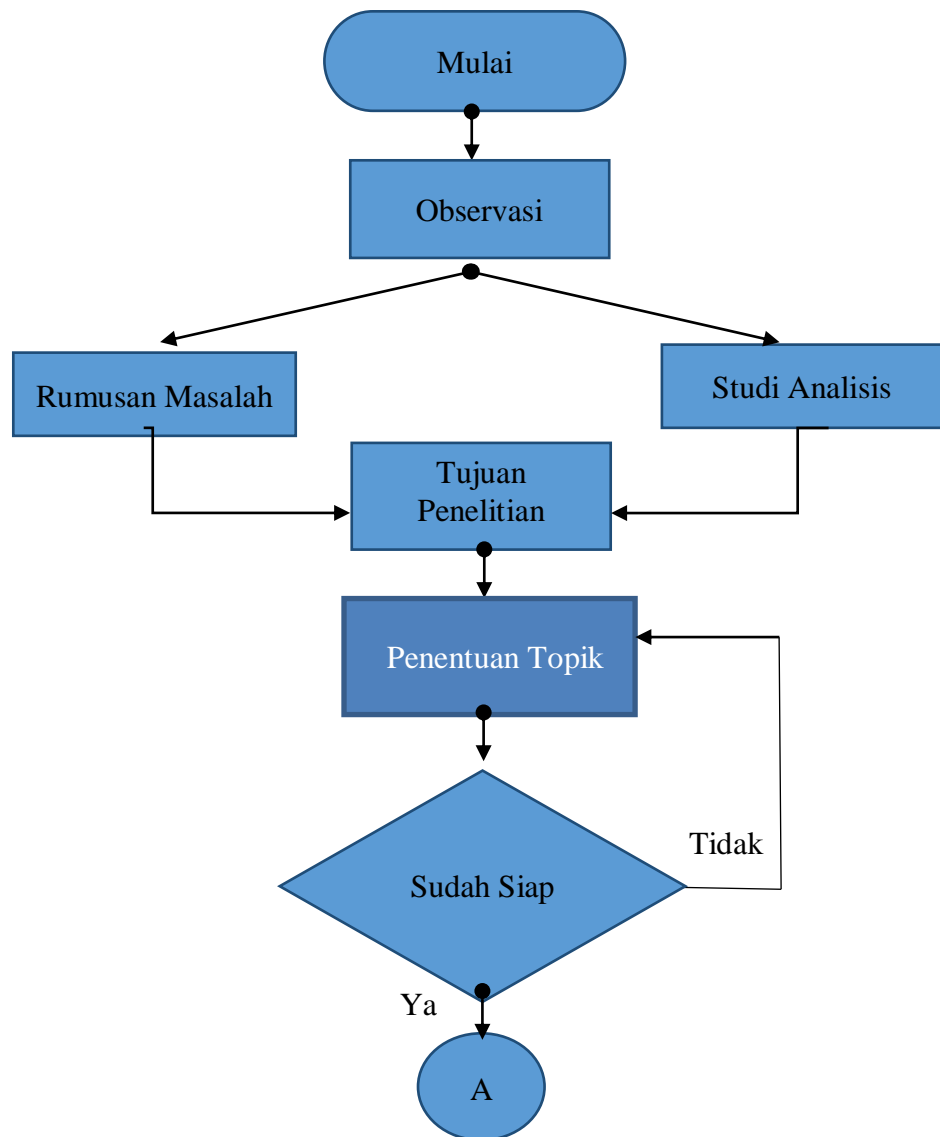 Mulai
Observasi
Rumusan Masalah
Studi Analisis
Tujuan
Penelitian
Penentuan Topik
Tidak
Sudah Siap
Ya
A